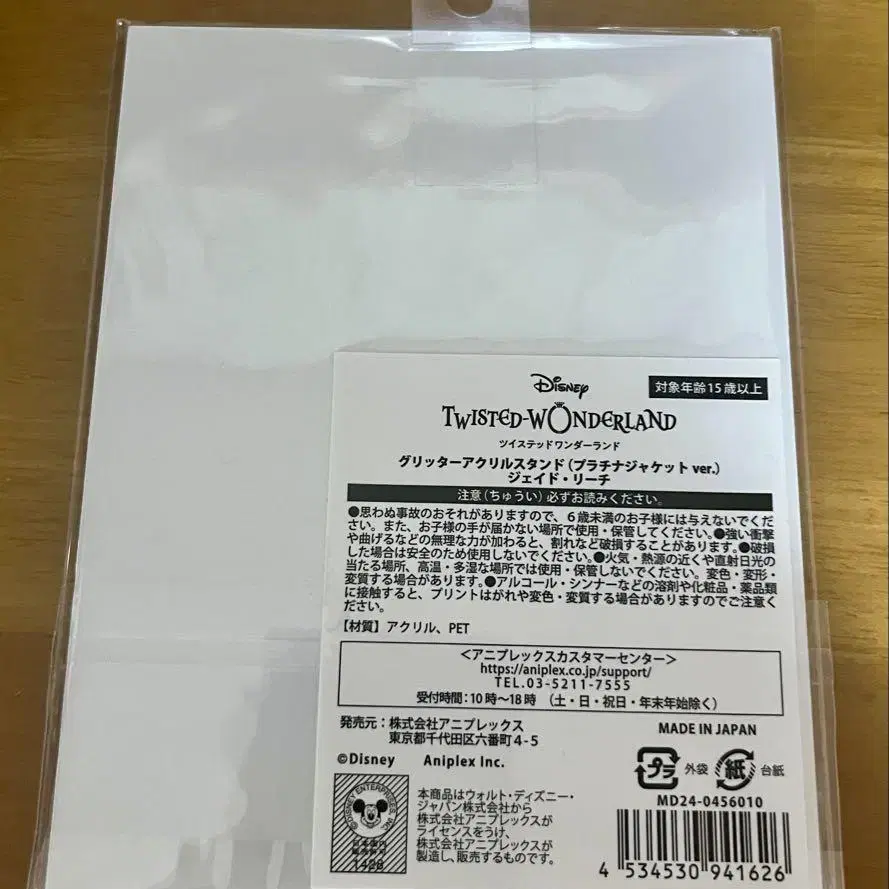 Disney
対象年齢15歳以上
TWISTED-WONDERLAND
ツイステッドワンダーランド
グリッターアクリルスタンド(プラチナジャケット ver.)
ジェイド・リーチ
注意(ちゅうい)必ずお読みください。
●思わぬ事故のおそれがありますので、6歳未満のお子様には与えないでくだ
さい。また、お子様の手が届かない場所で使用・保管してください。●強い衝撃
や曲げるなどの無理な力が加わると、割れなど破損することがあります。●破損
した場合は安全のため使用しないでください。●火気・熱源の近くや直射日光の
当たる場所、高温・多湿な場所では使用・保管しないでください。変色・変形・
変質する場合があります。●アルコール・シンナーなどの溶剤や化粧品・薬品類
に接触すると、プリントはがれや変色・変質する場合がありますのでご注意く
ださい。
【材質】アクリル、PET
<アニプレックスカスタマーセンター>
https://aniplex.co.jp/support/
TEL.03-5211-7555
受付時間:10時〜18時 (土・日・祝日・年末年始除く)
発売元:株式会社アニプレックス
東京都千代田区六番町4-5
MADE IN JAPAN
©Disney Aniplex Inc.
プラ 外袋 紙 台紙
MD24-0456010
©DISNEY ENTERPRISES INC.
日本国内
販売許諾
1428
本商品はウォルト・ディズニー・
ジャパン株式会社から
株式会社アニプレックスが
ライセンスをうけ、
株式会社アニプレックスが
製造し、販売するものです。
4 534530 941626